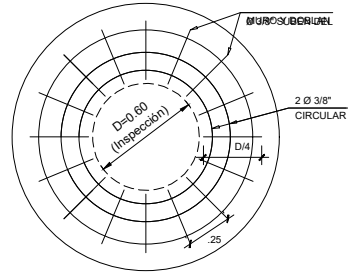 2 Ø 3/8"
CIRCULAR
D=0.60
(Inspección)
D/4
.25